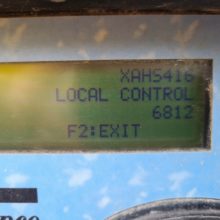 XAH5416
LOCAL CONTROL
6812
F2:EXIT